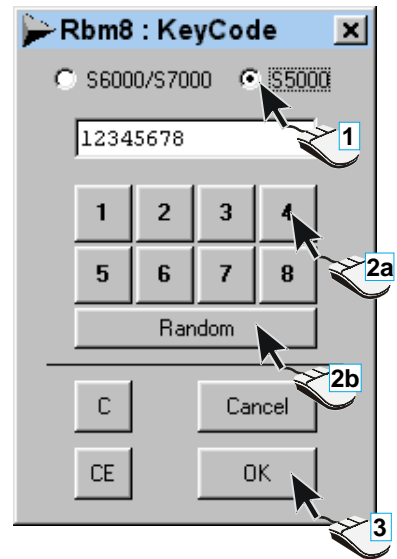 Rbm8 : KeyCode
S6000/S7000 S5000
1
12345678
1 2 3 4
2a
5 6 7 8
Random
2b
C Cancel
CE OK
3